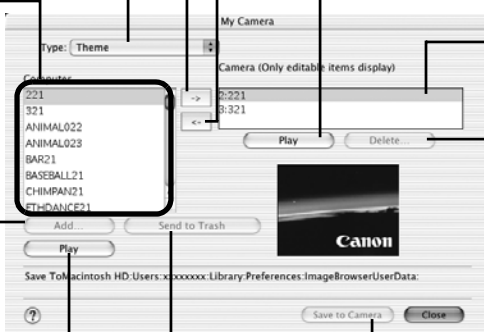 My Camera
Type: Theme
Computer
Camera (Only editable items display)
221
321
ANIMAL022
ANIMAL023
BAR21
BASEBALL21
CHIMPAN21
ETHDANCE21
->
<-
2:221
3:321
Play
Delete...
Add...
Send to Trash
Play
Canon
Save To Macintosh HD:Users:xxxxxxxx:Library:Preferences:ImageBrowserUserData:
?
Save to Camera
Close